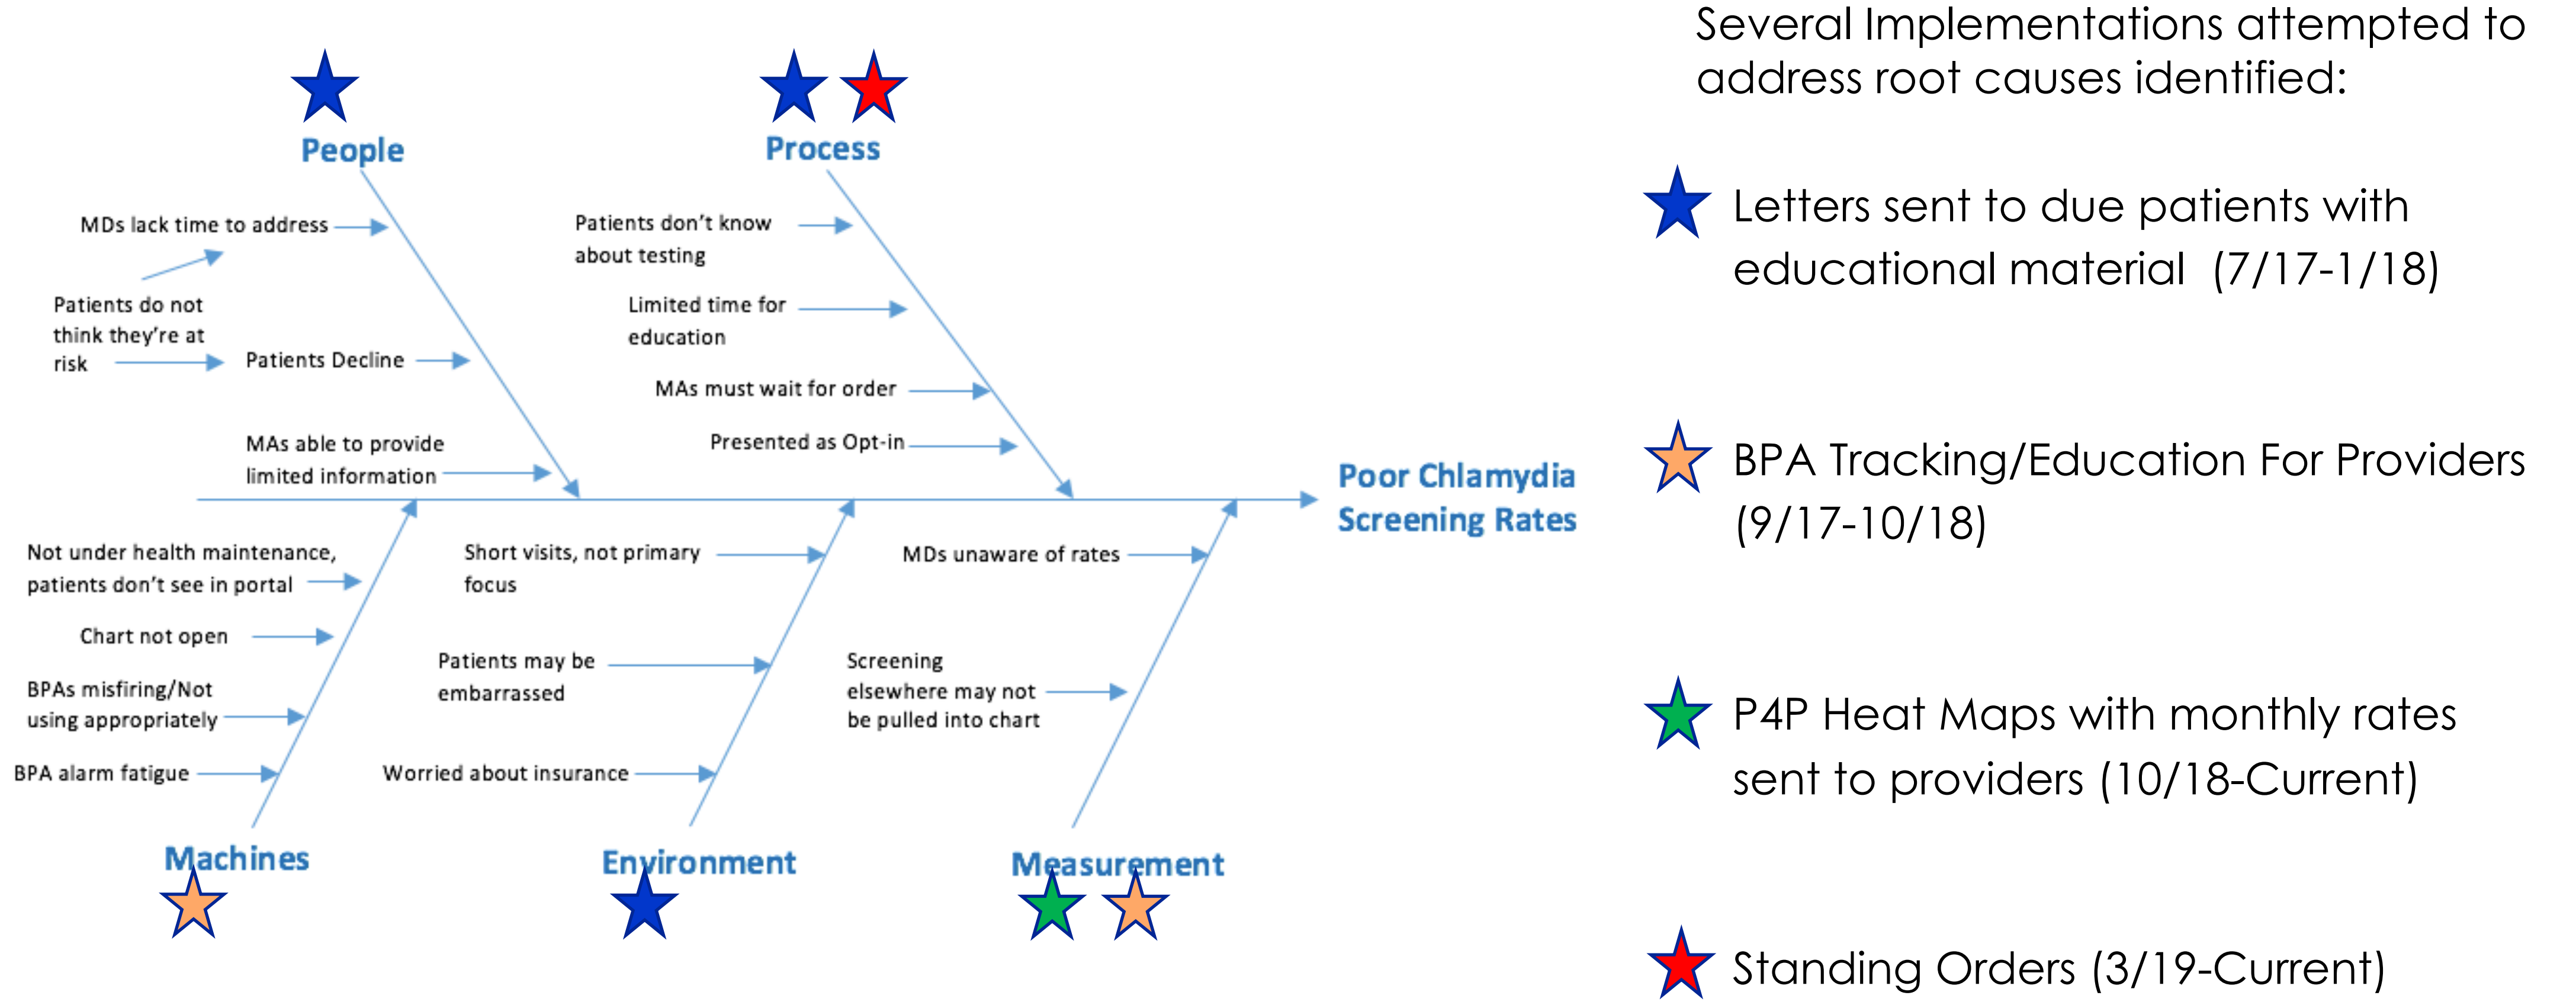 People
Process
MDs lack time to address
Patients do not
think they're at
risk
Patients Decline
MAs able to provide
limited information
Patients don't know
about testing
Limited time for
education
MAs must wait for order
Presented as Opt-in
Poor Chlamydia
Screening Rates
Not under health maintenance,
patients don't see in portal
Chart not open
BPAs misfiring/Not
using appropriately
BPA alarm fatigue
Short visits, not primary
focus
Patients may be
embarrassed
Worried about insurance
MDs unaware of rates
Screening
elsewhere may not
be pulled into chart
Machines
Environment
Measurement
Several Implementations attempted to
address root causes identified:
Letters sent to due patients with
educational material (7/17-1/18)
BPA Tracking/Education For Providers
(9/17-10/18)
P4P Heat Maps with monthly rates
sent to providers (10/18-Current)
Standing Orders (3/19-Current)